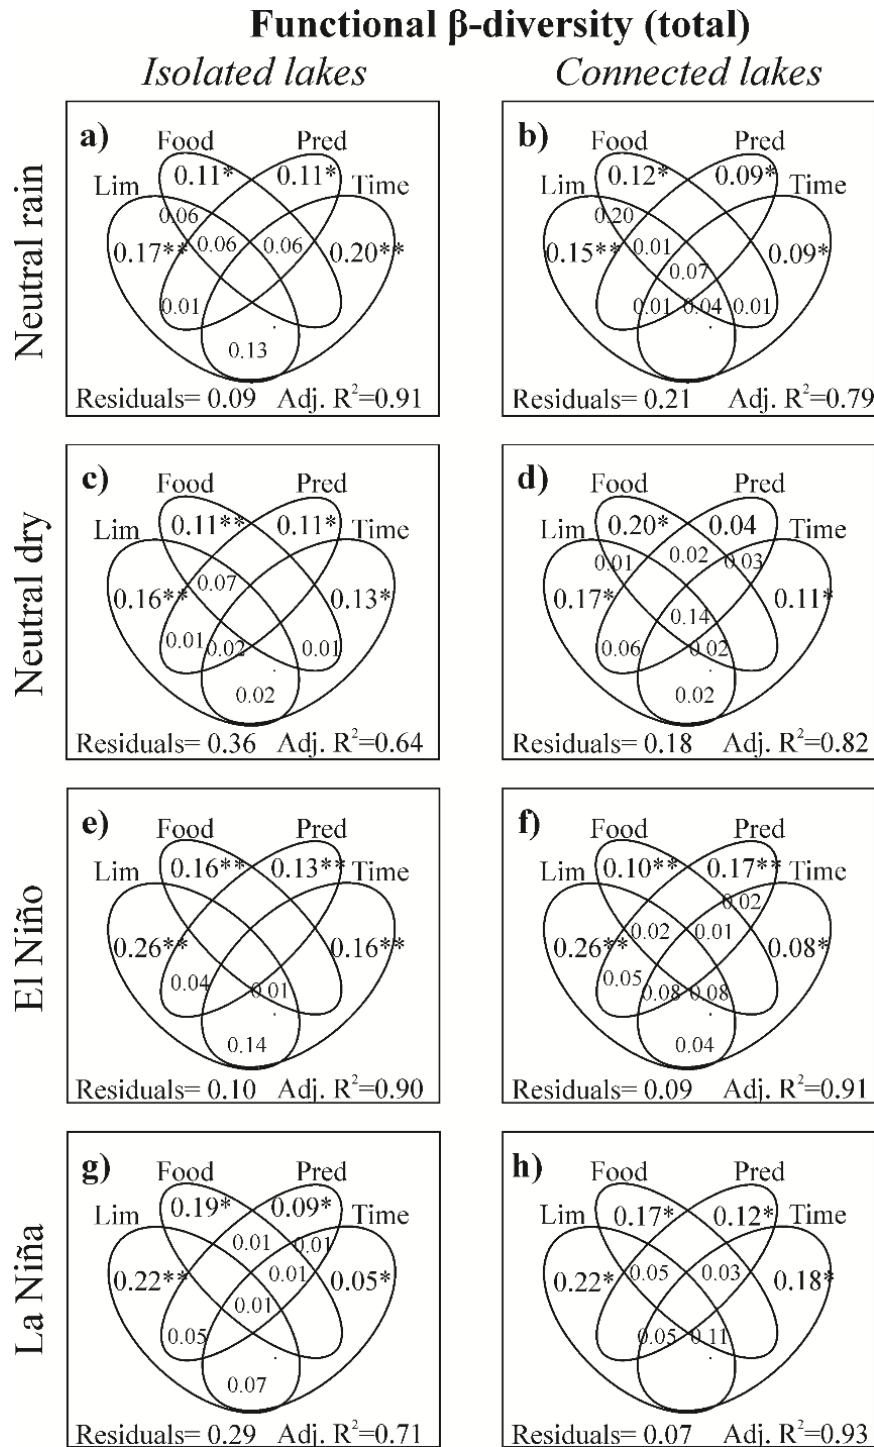 Functional β-diversity (total)
Isolated lakes
Connected lakes
Neutral rain
a)
Food
Pred
Lim
Time
0.11*
0.11*
0.06
0.17**
0.06
0.06
0.20**
0.01
0.13
Residuals= 0.09 Adj. R²=0.91
b)
Food
Pred
Lim
Time
0.12*
0.09*
0.20
0.15**
0.01
0.09*
0.07
0.01
0.04
0.01
Residuals= 0.21 Adj. R²=0.79
Neutral dry
c)
Food
Pred
Lim
Time
0.11**
0.11*
0.07
0.16**
0.13*
0.01
0.02
0.01
0.02
Residuals= 0.36 Adj. R²=0.64
d)
Food
Pred
Lim
Time
0.20*
0.04
0.01
0.02
0.03
0.17*
0.11*
0.14
0.06
0.02
0.02
Residuals= 0.18 Adj. R²=0.82
El Niño
e)
Food
Pred
Lim
Time
0.16**
0.13**
0.26**
0.16**
0.04
0.01
0.14
Residuals= 0.10 Adj. R²=0.90
f)
Food
Pred
Lim
Time
0.10**
0.17**
0.02
0.26**
0.02
0.01
0.08*
0.05
0.08
0.08
0.04
Residuals= 0.09 Adj. R²=0.91
La Niña
g)
Food
Pred
Lim
Time
0.19*
0.09*
0.01
0.01
0.22**
0.01
0.05*
0.01
0.05
0.07
Residuals= 0.29 Adj. R²=0.71
h)
Food
Pred
Lim
Time
0.17*
0.12*
0.22*
0.05
0.03
0.18*
0.05
0.11
Residuals= 0.07 Adj. R²=0.93